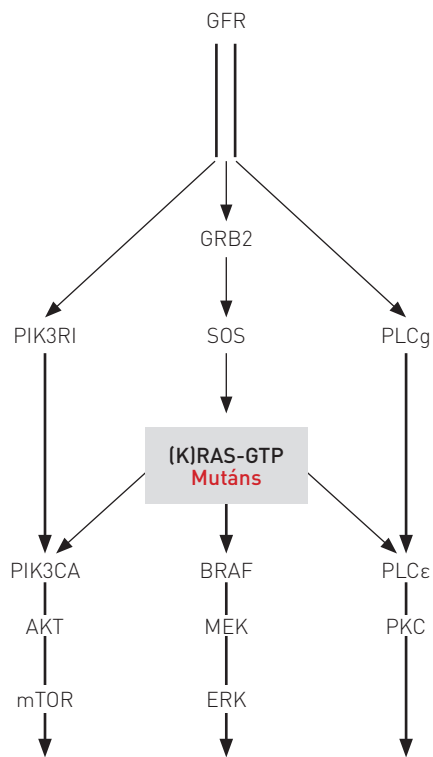 GFR
GRB2
PIK3RI
SOS
PLCg
(K)RAS-GTP
Mutáns
PIK3CA
BRAF
PLCε
AKT
MEK
PKC
mTOR
ERK